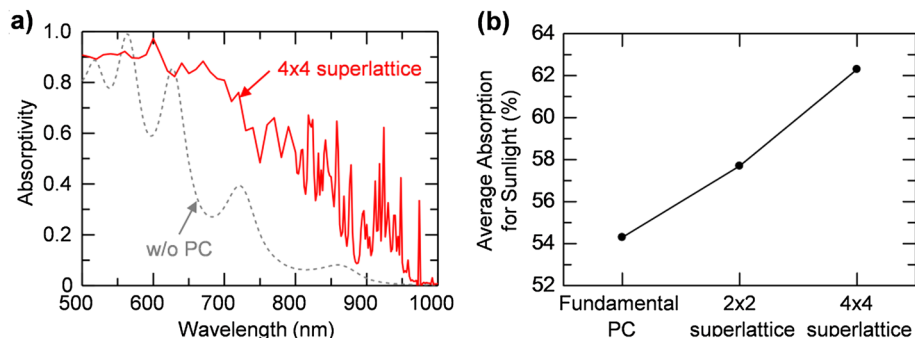 a)
1.0
0.8
0.6
0.4
0.2
0
500
600
700
800
900
1000
Absorptivity
Wavelength (nm)
4x4 superlattice
w/o PC
b)
64
62
60
58
56
54
52
Average Absorption
for Sunlight (%)
Fundamental
PC
2x2
superlattice
4x4
superlattice